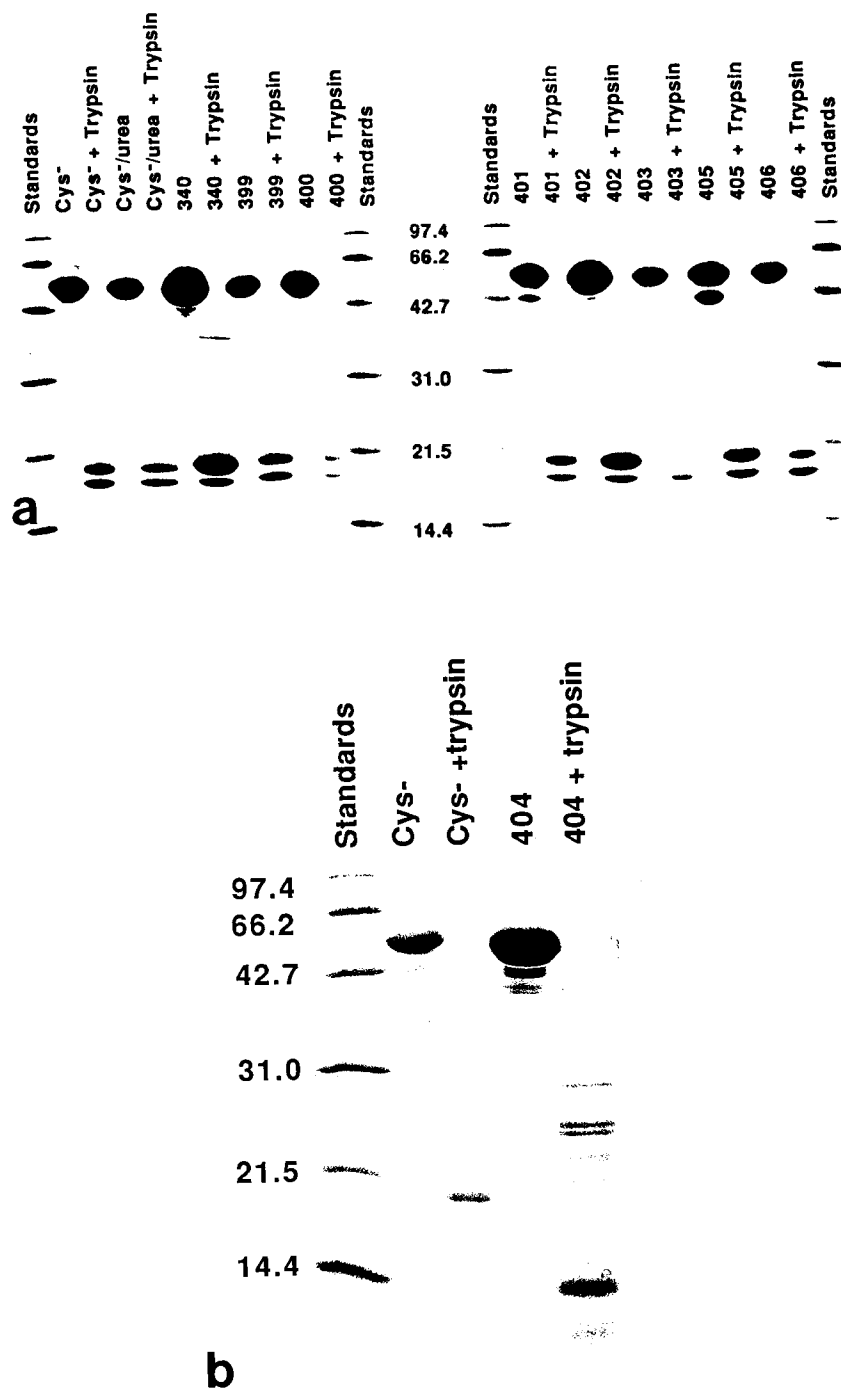 Standards
Cys⁻
Cys⁻ + Trypsin
Cys⁻/urea
Cys⁻/urea + Trypsin
340
340 + Trypsin
399
399 + Trypsin
400
400 + Trypsin
Standards
97.4
66.2
42.7
31.0
21.5
14.4
Standards
401
401 + Trypsin
402
402 + Trypsin
403
403 + Trypsin
405
405 + Trypsin
406
406 + Trypsin
Standards
a
Standards
Cys-
Cys- +trypsin
404
404 + trypsin
97.4
66.2
42.7
31.0
21.5
14.4
b